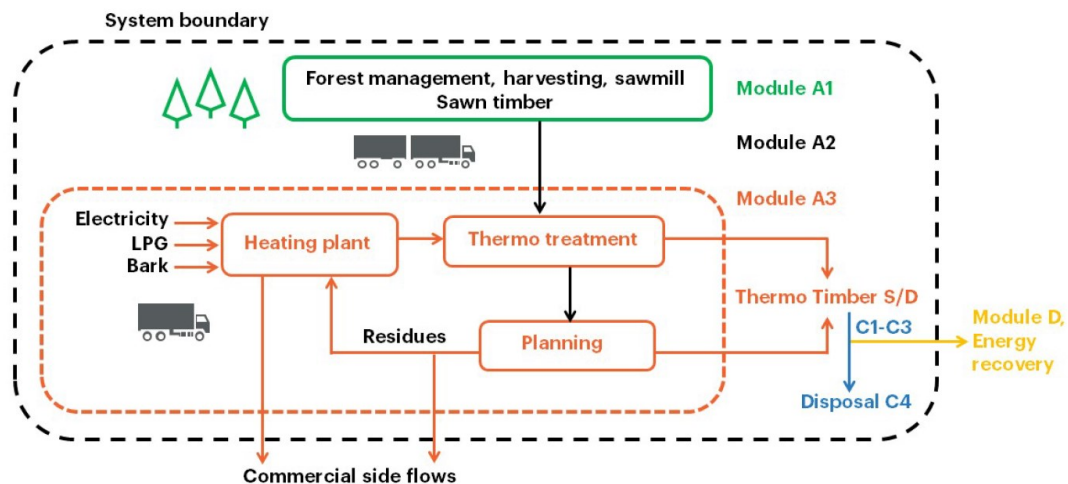 System boundary
Forest management, harvesting, sawmill
Sawn timber
Module A1
Module A2
Module A3
Electricity
LPG
Bark
Heating plant
Thermo treatment
Thermo Timber S/D
Residues
Planning
C1-C3
Module D,
Energy
recovery
Disposal C4
Commercial side flows